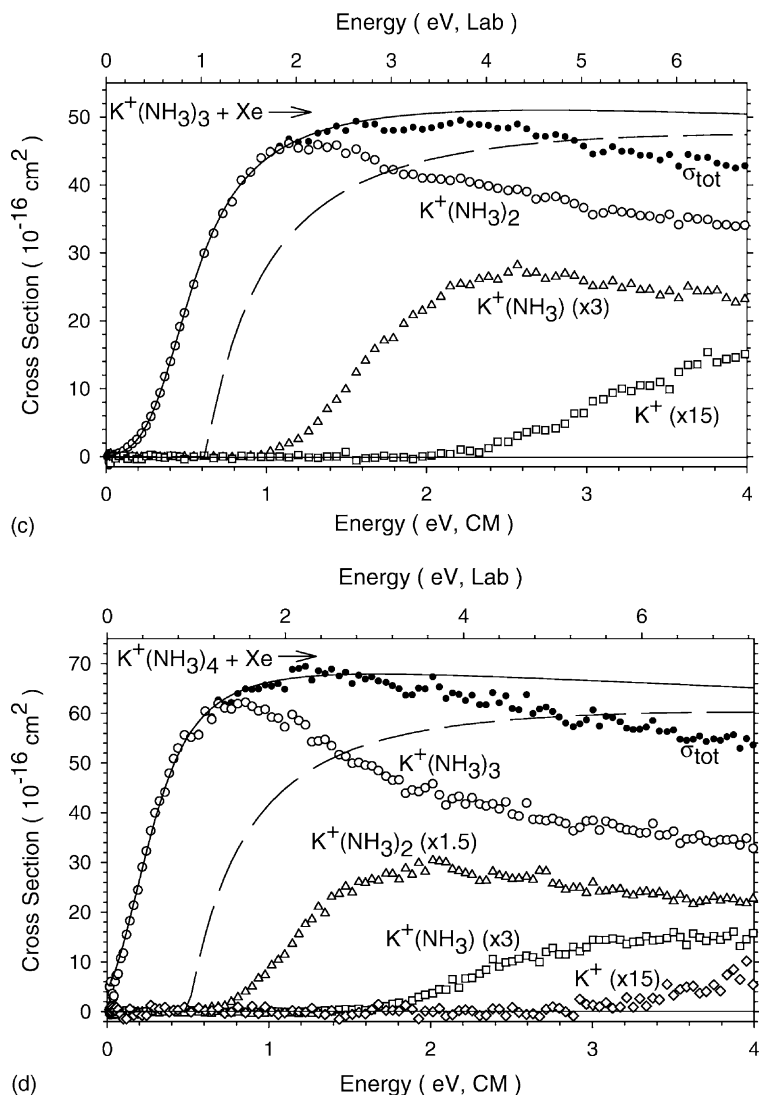 Energy ( eV, Lab )
0 1 2 3 4 5 6
K⁺(NH₃)₃ + Xe →
σtot
K⁺(NH₃)₂
K⁺(NH₃) (x3)
K⁺ (x15)
50
40
30
20
10
0
Cross Section ( 10⁻¹⁶ cm² )
0 1 2 3 4
Energy ( eV, CM )
(c)
Energy ( eV, Lab )
0 2 4 6
K⁺(NH₃)₄ + Xe →
σtot
K⁺(NH₃)₃
K⁺(NH₃)₂ (x1.5)
K⁺(NH₃) (x3)
K⁺ (x15)
70
60
50
40
30
20
10
0
Cross Section ( 10⁻¹⁶ cm² )
0 1 2 3 4
Energy ( eV, CM )
(d)